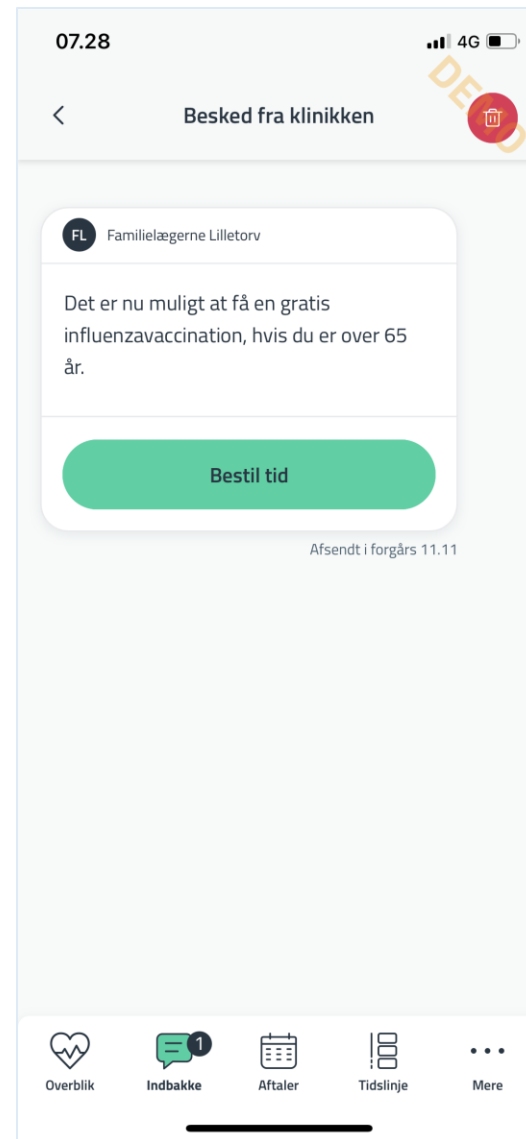 07.28
4G
DEMO
Besked fra klinikken
FL Familielægerne Lilletorv
Det er nu muligt at få en gratis
influenzavaccination, hvis du er over 65
år.
Bestil tid
Afsendt i forgårs 11.11
1
Overblik Indbakke Aftaler Tidslinje Mere